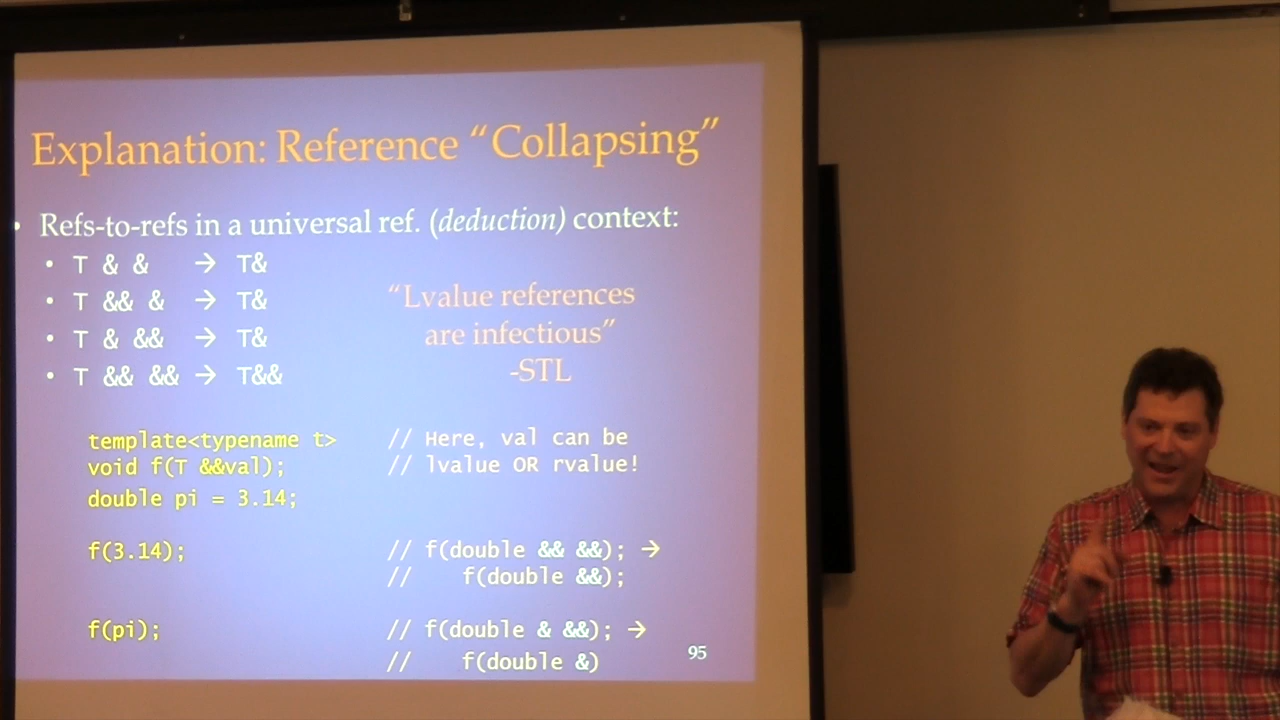 Explanation: Reference “Collapsing”
• Refs-to-refs in a universal ref. (deduction) context:
• T & & → T&
• T && & → T&
• T & && → T&
• T && && → T&&
“Lvalue references
are infectious”
-STL
template<typename t> // Here, val can be
void f(T &&val); // lvalue OR rvalue!
double pi = 3.14;
f(3.14); // f(double && &&); →
// f(double &&);
f(pi); // f(double & &&); →
// f(double &)
95